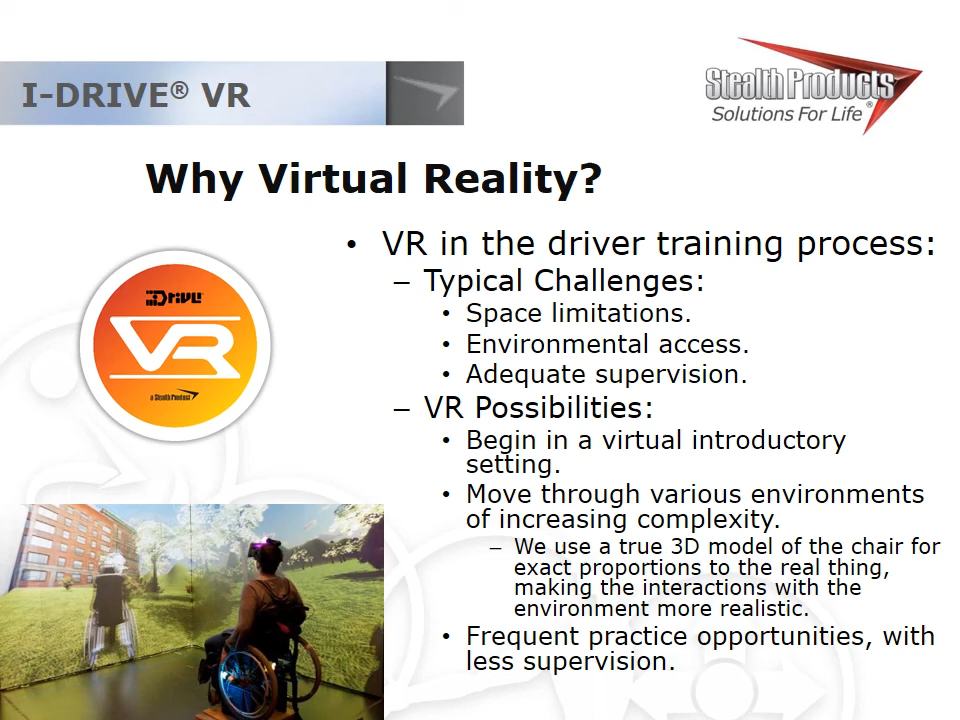 I-DRIVE® VR
Stealth Products®
Solutions For Life
Why Virtual Reality?
• VR in the driver training process:
– Typical Challenges:
• Space limitations.
• Environmental access.
• Adequate supervision.
– VR Possibilities:
• Begin in a virtual introductory
setting.
• Move through various environments
of increasing complexity.
– We use a true 3D model of the chair for
exact proportions to the real thing,
making the interactions with the
environment more realistic.
• Frequent practice opportunities, with
less supervision.
iDrive
VR
a Stealth Product